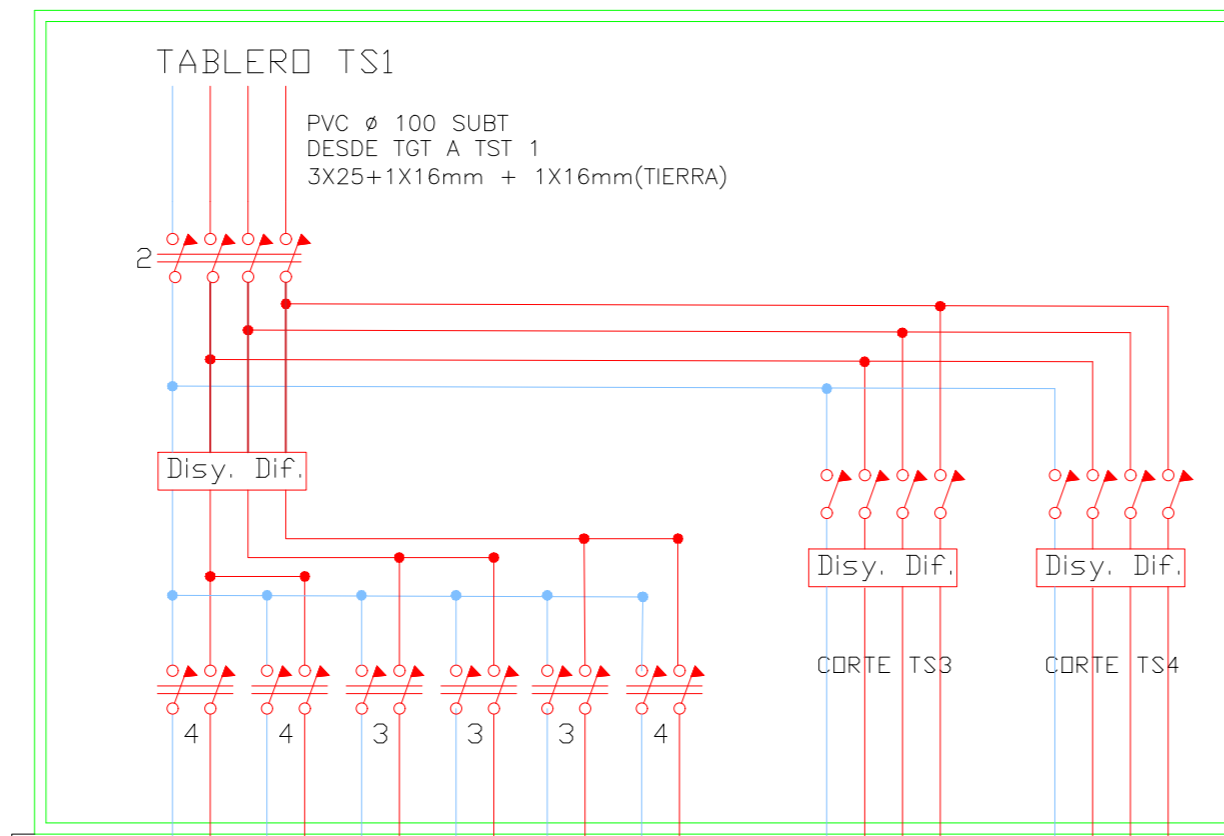 TABLERO TS1
PVC ø 100 SUBT
DESDE TGT A TST 1
3X25+1X16mm + 1X16mm(TIERRA)
2
Disy. Dif.
Disy. Dif.
Disy. Dif.
CORTE TS3
CORTE TS4
4
4
3
3
3
4